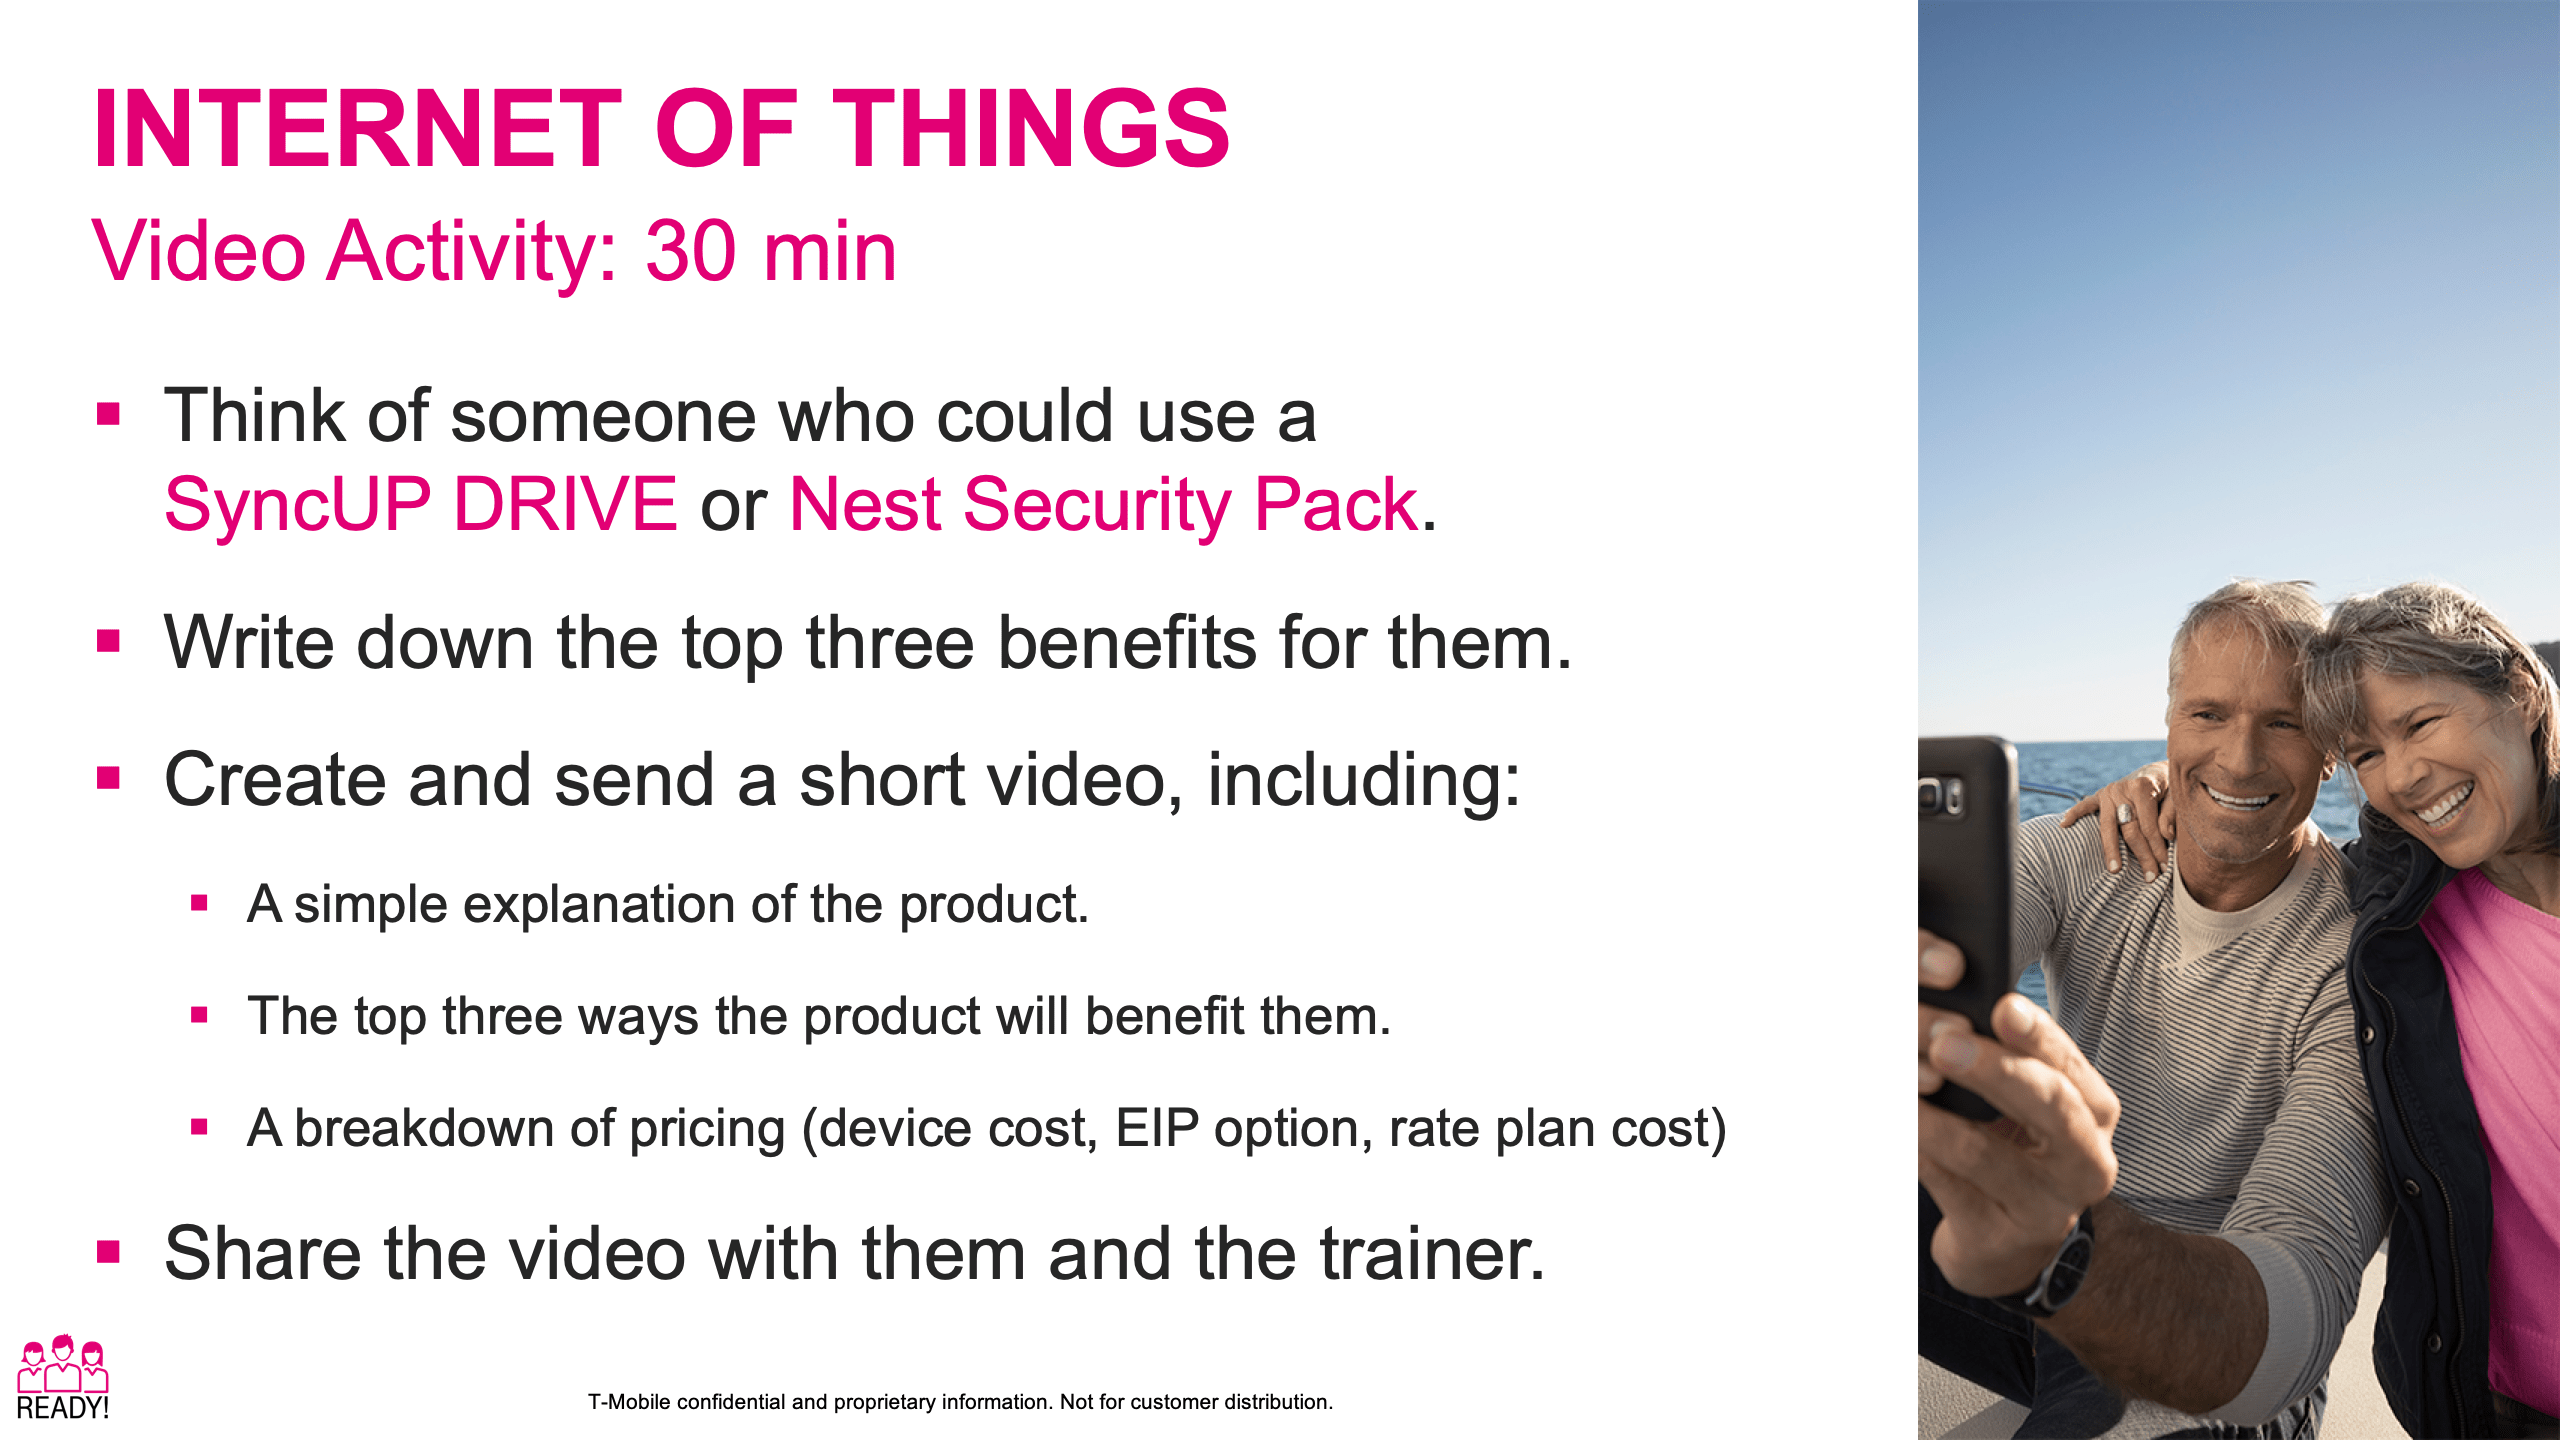 INTERNET OF THINGS
Video Activity: 30 min
▪ Think of someone who could use a
SyncUP DRIVE or Nest Security Pack.
▪ Write down the top three benefits for them.
▪ Create and send a short video, including:
▪ A simple explanation of the product.
▪ The top three ways the product will benefit them.
▪ A breakdown of pricing (device cost, EIP option, rate plan cost)
▪ Share the video with them and the trainer.
READY!
T-Mobile confidential and proprietary information. Not for customer distribution.